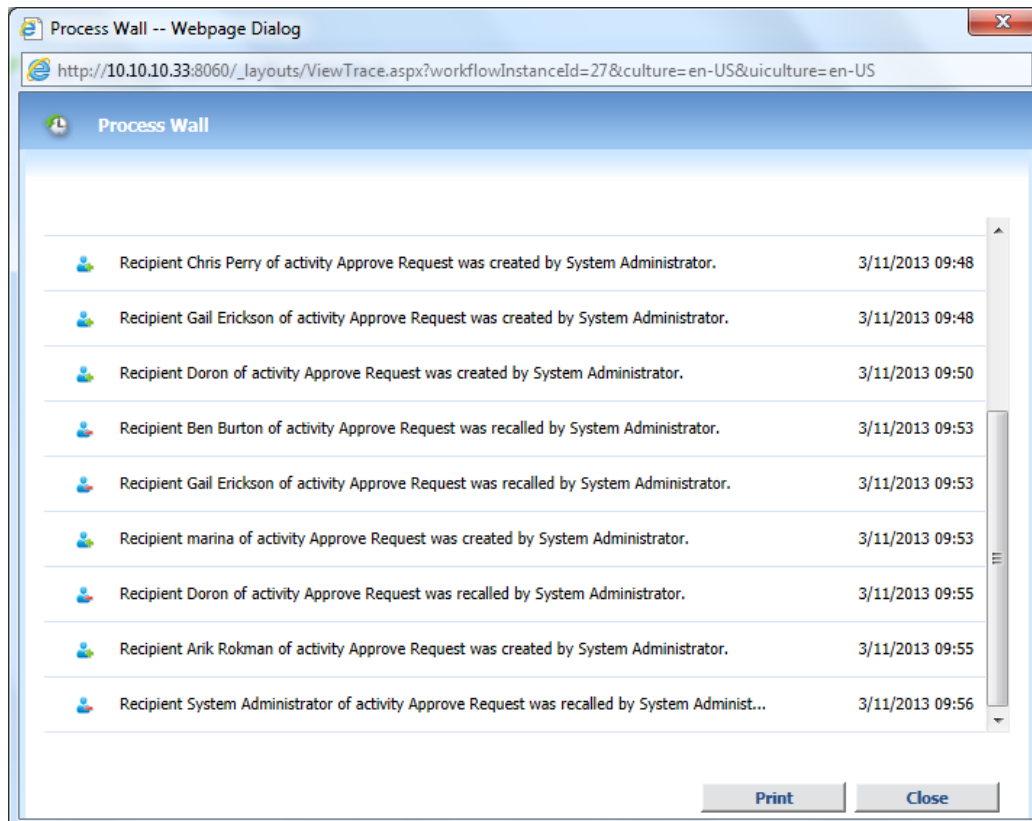 Process Wall -- Webpage Dialog
http://10.10.10.33:8060/_layouts/ViewTrace.aspx?workflowInstanceId=27&culture=en-US&uiculture=en-US
Process Wall
Recipient Chris Perry of activity Approve Request was created by System Administrator. 3/11/2013 09:48
Recipient Gail Erickson of activity Approve Request was created by System Administrator. 3/11/2013 09:48
Recipient Doron of activity Approve Request was created by System Administrator. 3/11/2013 09:50
Recipient Ben Burton of activity Approve Request was recalled by System Administrator. 3/11/2013 09:53
Recipient Gail Erickson of activity Approve Request was recalled by System Administrator. 3/11/2013 09:53
Recipient marina of activity Approve Request was created by System Administrator. 3/11/2013 09:53
Recipient Doron of activity Approve Request was recalled by System Administrator. 3/11/2013 09:55
Recipient Arik Rokman of activity Approve Request was created by System Administrator. 3/11/2013 09:55
Recipient System Administrator of activity Approve Request was recalled by System Administ... 3/11/2013 09:56
Print Close